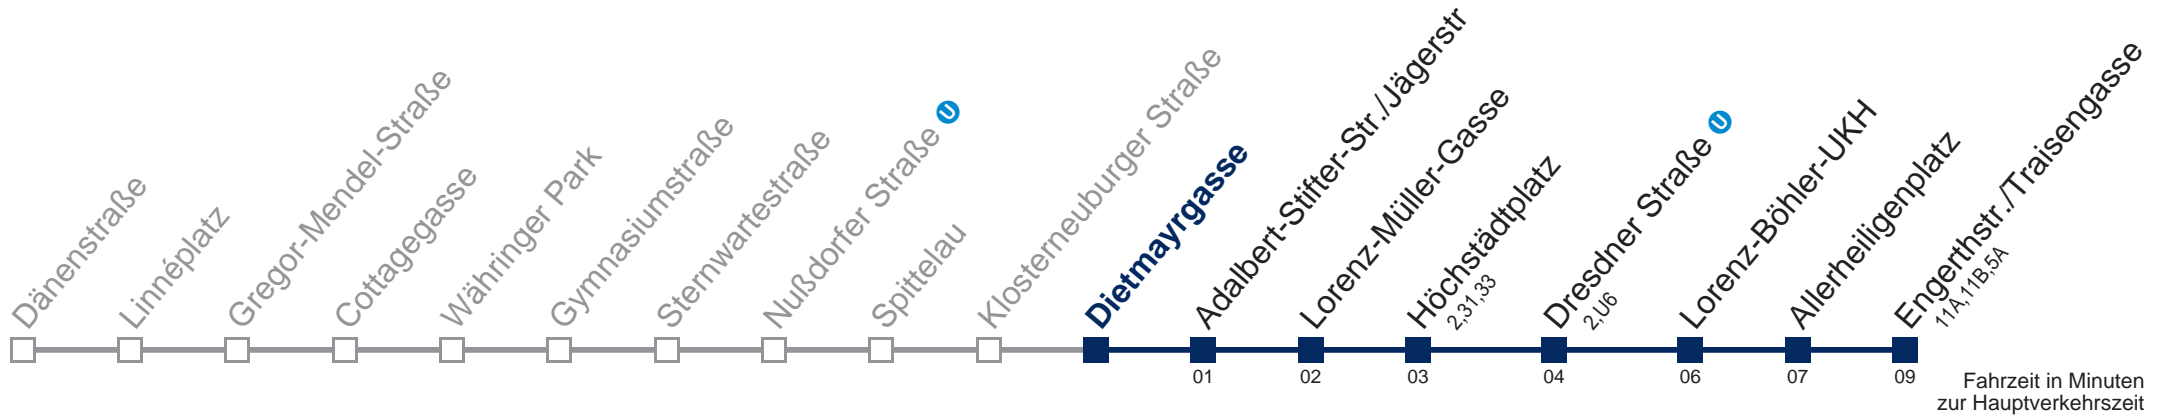 Dänenstraße
Linnéplatz
Gregor-Mendel-Straße
Cottagegasse
Währinger Park
Gymnasiumstraße
Sternwartestraße
Nußdorfer Straße U
Spittelau
Klosterneuburger Straße
Dietmayrgasse
Adalbert-Stifter-Str./Jägerstr
Lorenz-Müller-Gasse
Höchstädtplatz
2,31,33
Dresdner Straße U
2,U6
Lorenz-Böhler-UKH
Allerheiligenplatz
Engerthstr./Traisengasse
11A,11B,5A
01 02 03 04 06 07 09
Fahrzeit in Minuten
zur Hauptverkehrszeit